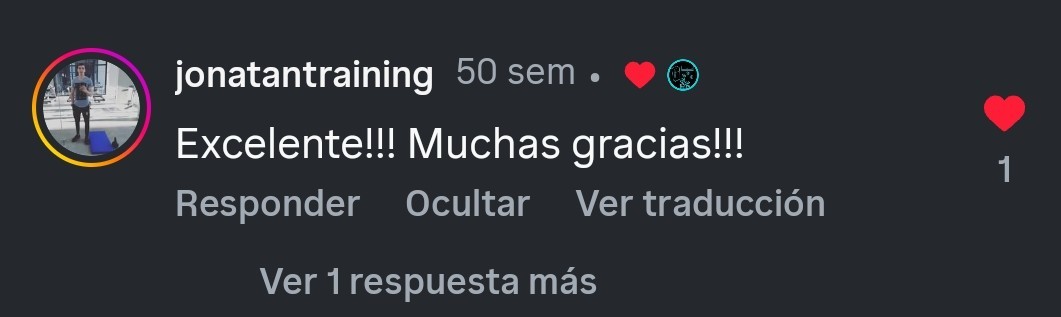 jonatantraining 50 sem •
Excelente!!! Muchas gracias!!!
1
Responder Ocultar Ver traducción
Ver 1 respuesta más